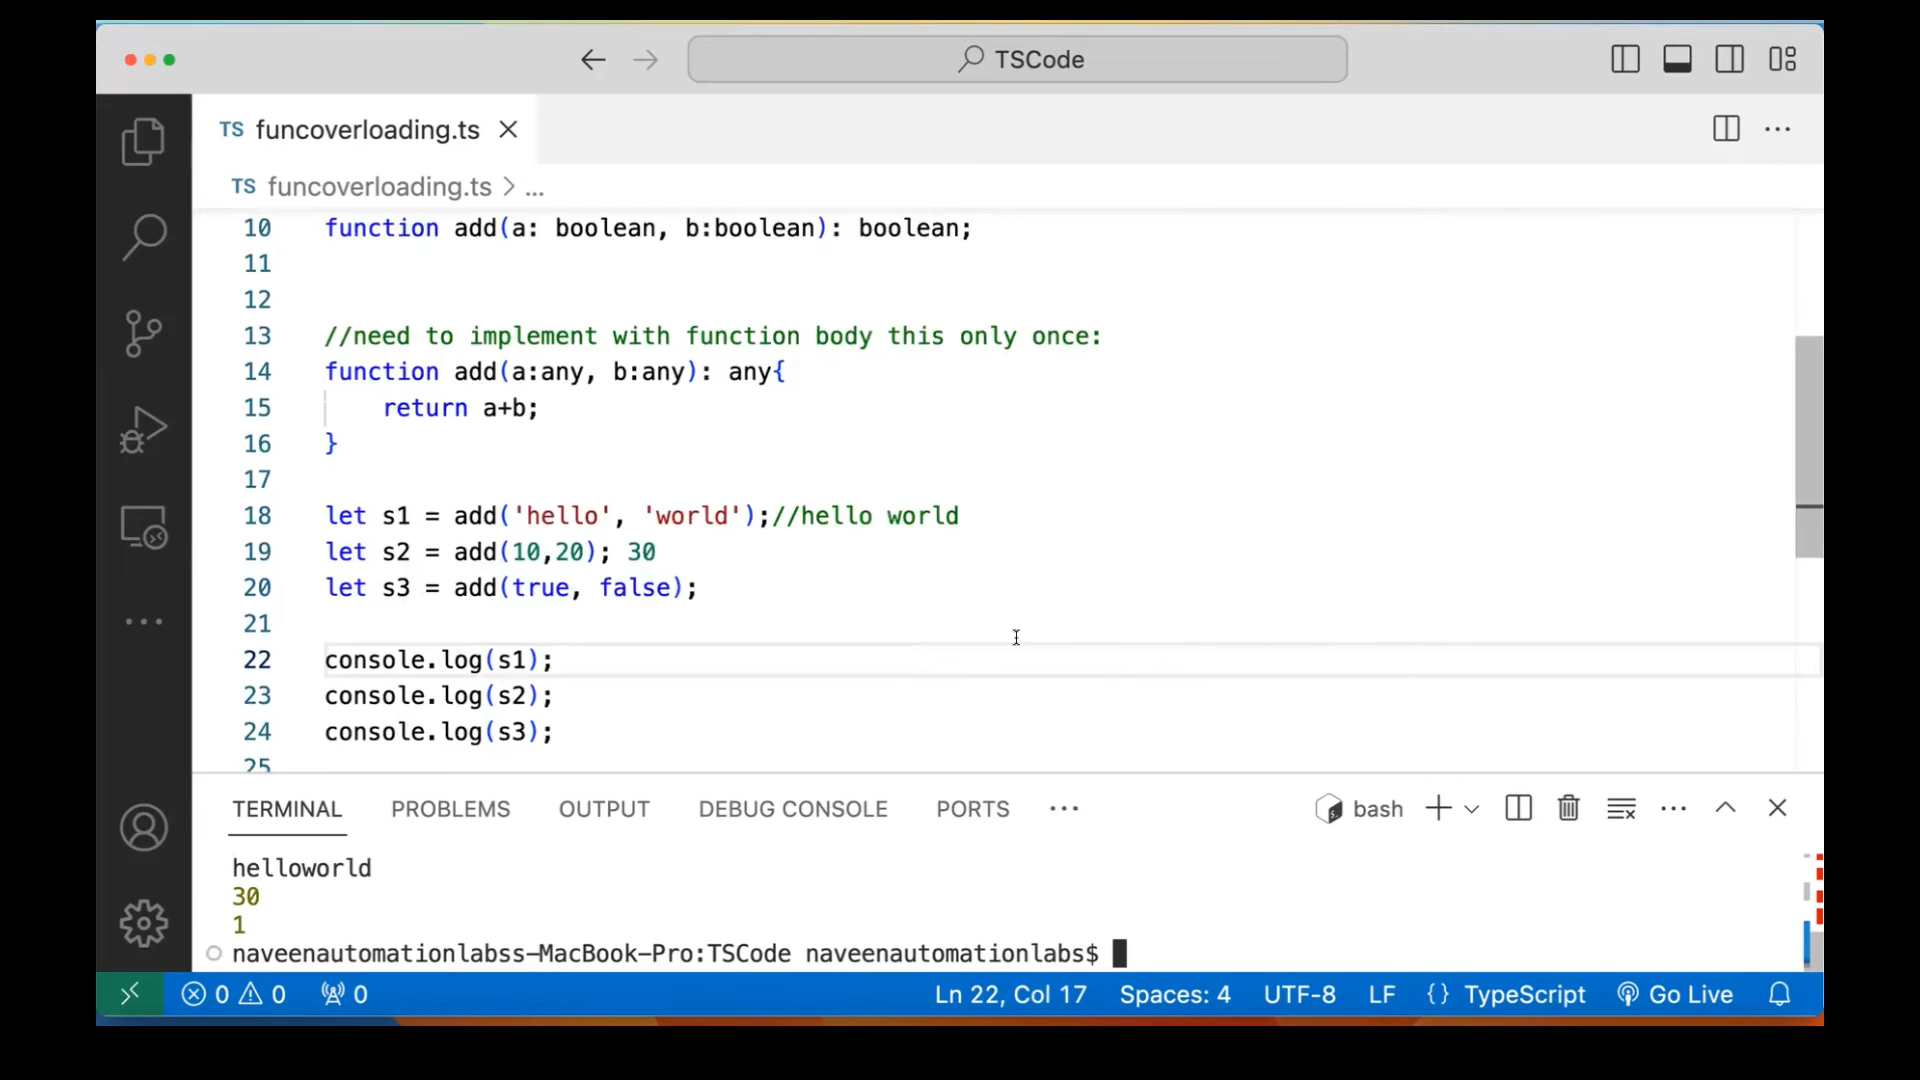 TSCode
TS funcoverloading.ts
TS funcoverloading.ts > ...
10 function add(a: boolean, b:boolean): boolean;
11
12
13 //need to implement with function body this only once:
14 function add(a:any, b:any): any{
15 return a+b;
16 }
17
18 let s1 = add('hello', 'world');//hello world
19 let s2 = add(10,20); 30
20 let s3 = add(true, false);
21
22 console.log(s1);
23 console.log(s2);
24 console.log(s3);
25
TERMINAL PROBLEMS OUTPUT DEBUG CONSOLE PORTS ... bash
helloworld
30
1
naveenautomationlabss-MacBook-Pro:TSCode naveenautomationlabs$
0 0 0 Ln 22, Col 17 Spaces: 4 UTF-8 LF {} TypeScript Go Live